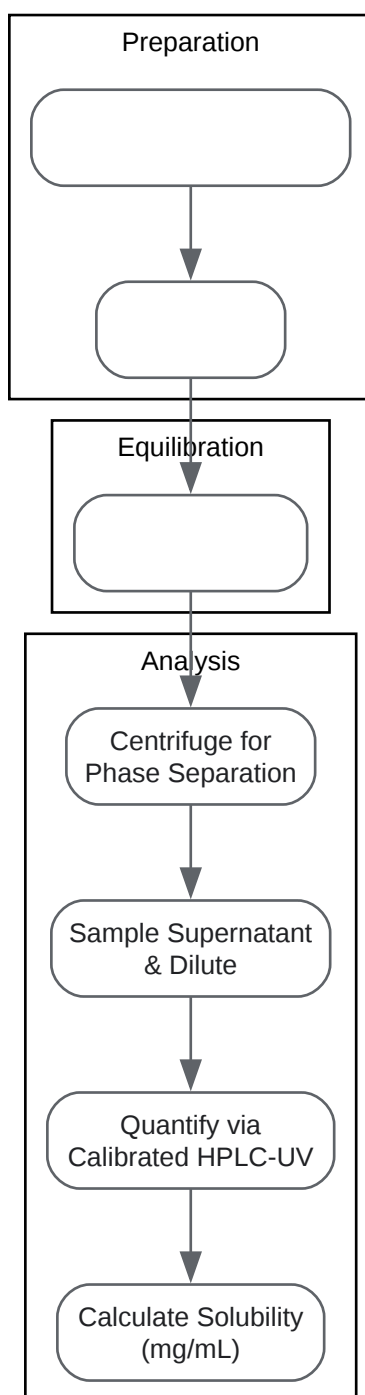 Preparation
Equilibration
Analysis
Centrifuge for
Phase Separation
Sample Supernatant
& Dilute
Quantify via
Calibrated HPLC-UV
Calculate Solubility
(mg/mL)